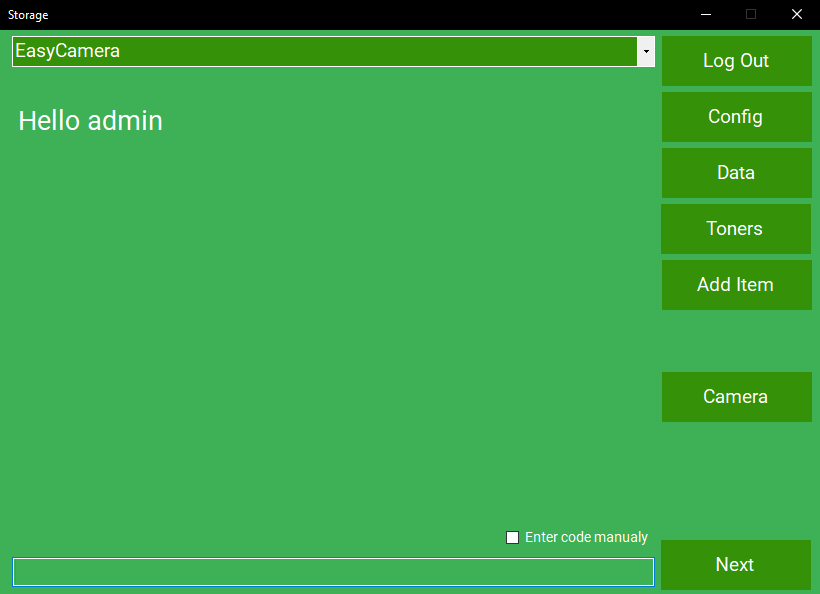 Storage
EasyCamera
Log Out
Hello admin
Config
Data
Toners
Add Item
Camera
Enter code manualy
Next